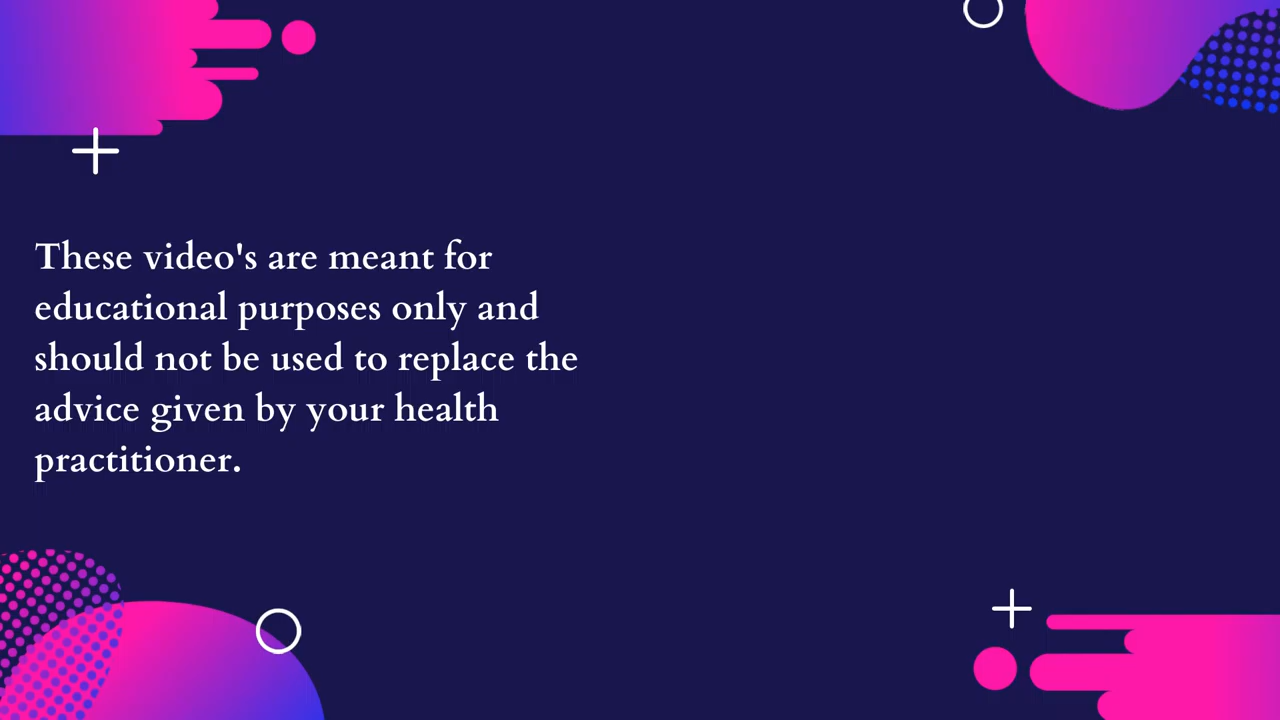 These video's are meant for
educational purposes only and
should not be used to replace the
advice given by your health
practitioner.